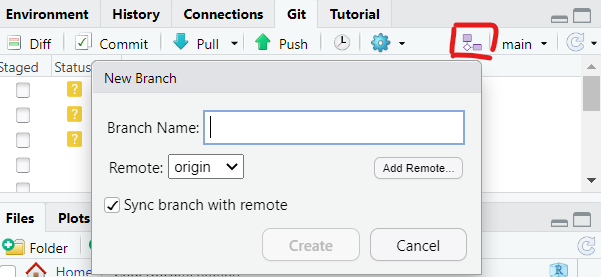 Environment History Connections Git Tutorial
Diff Commit Pull Push main
Staged Status
New Branch
Branch Name:
Remote: origin Add Remote...
Sync branch with remote
Create Cancel
Files Plots
Folder
Home
R